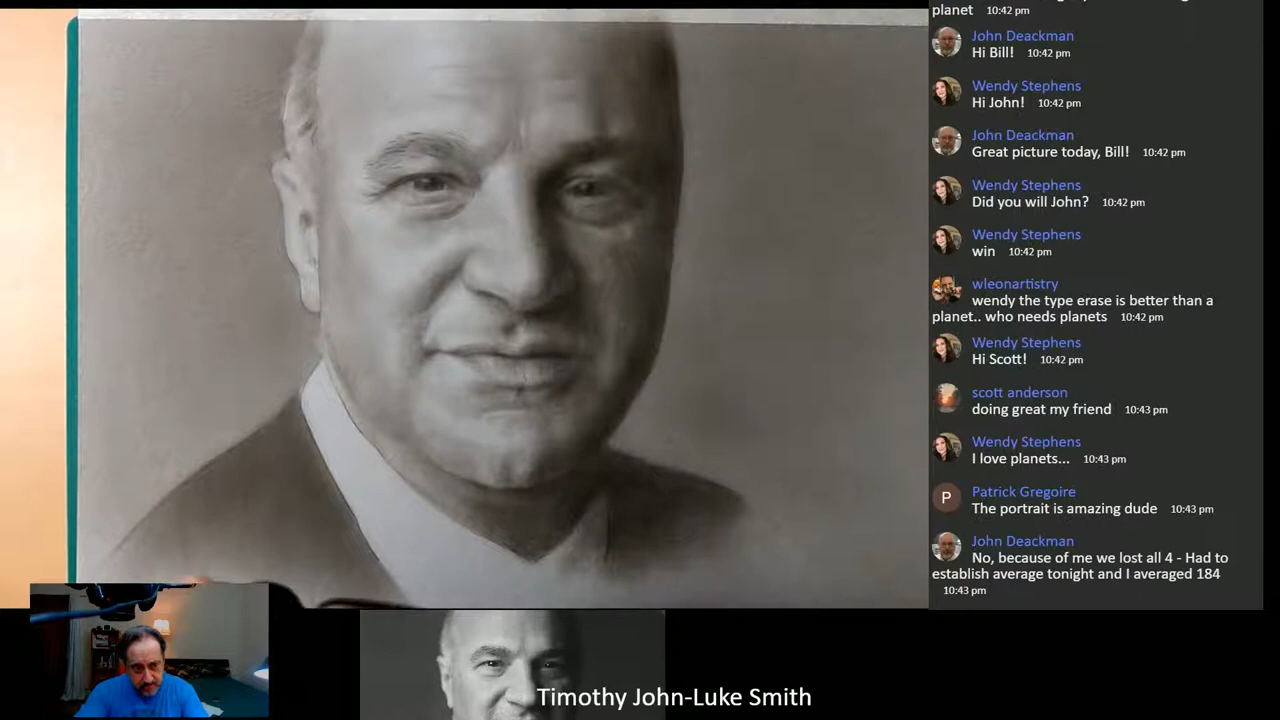 planet 10:42 pm
John Deackman
Hi Bill! 10:42 pm
Wendy Stephens
Hi John! 10:42 pm
John Deackman
Great picture today, Bill! 10:42 pm
Wendy Stephens
Did you will John? 10:42 pm
Wendy Stephens
win 10:42 pm
wleonartistry
wendy the type erase is better than a
planet.. who needs planets 10:42 pm
Wendy Stephens
Hi Scott! 10:42 pm
scott anderson
doing great my friend 10:43 pm
Wendy Stephens
I love planets... 10:43 pm
P
Patrick Gregoire
The portrait is amazing dude 10:43 pm
John Deackman
No, because of me we lost all 4 - Had to
establish average tonight and I averaged 184
10:43 pm
Timothy John-Luke Smith